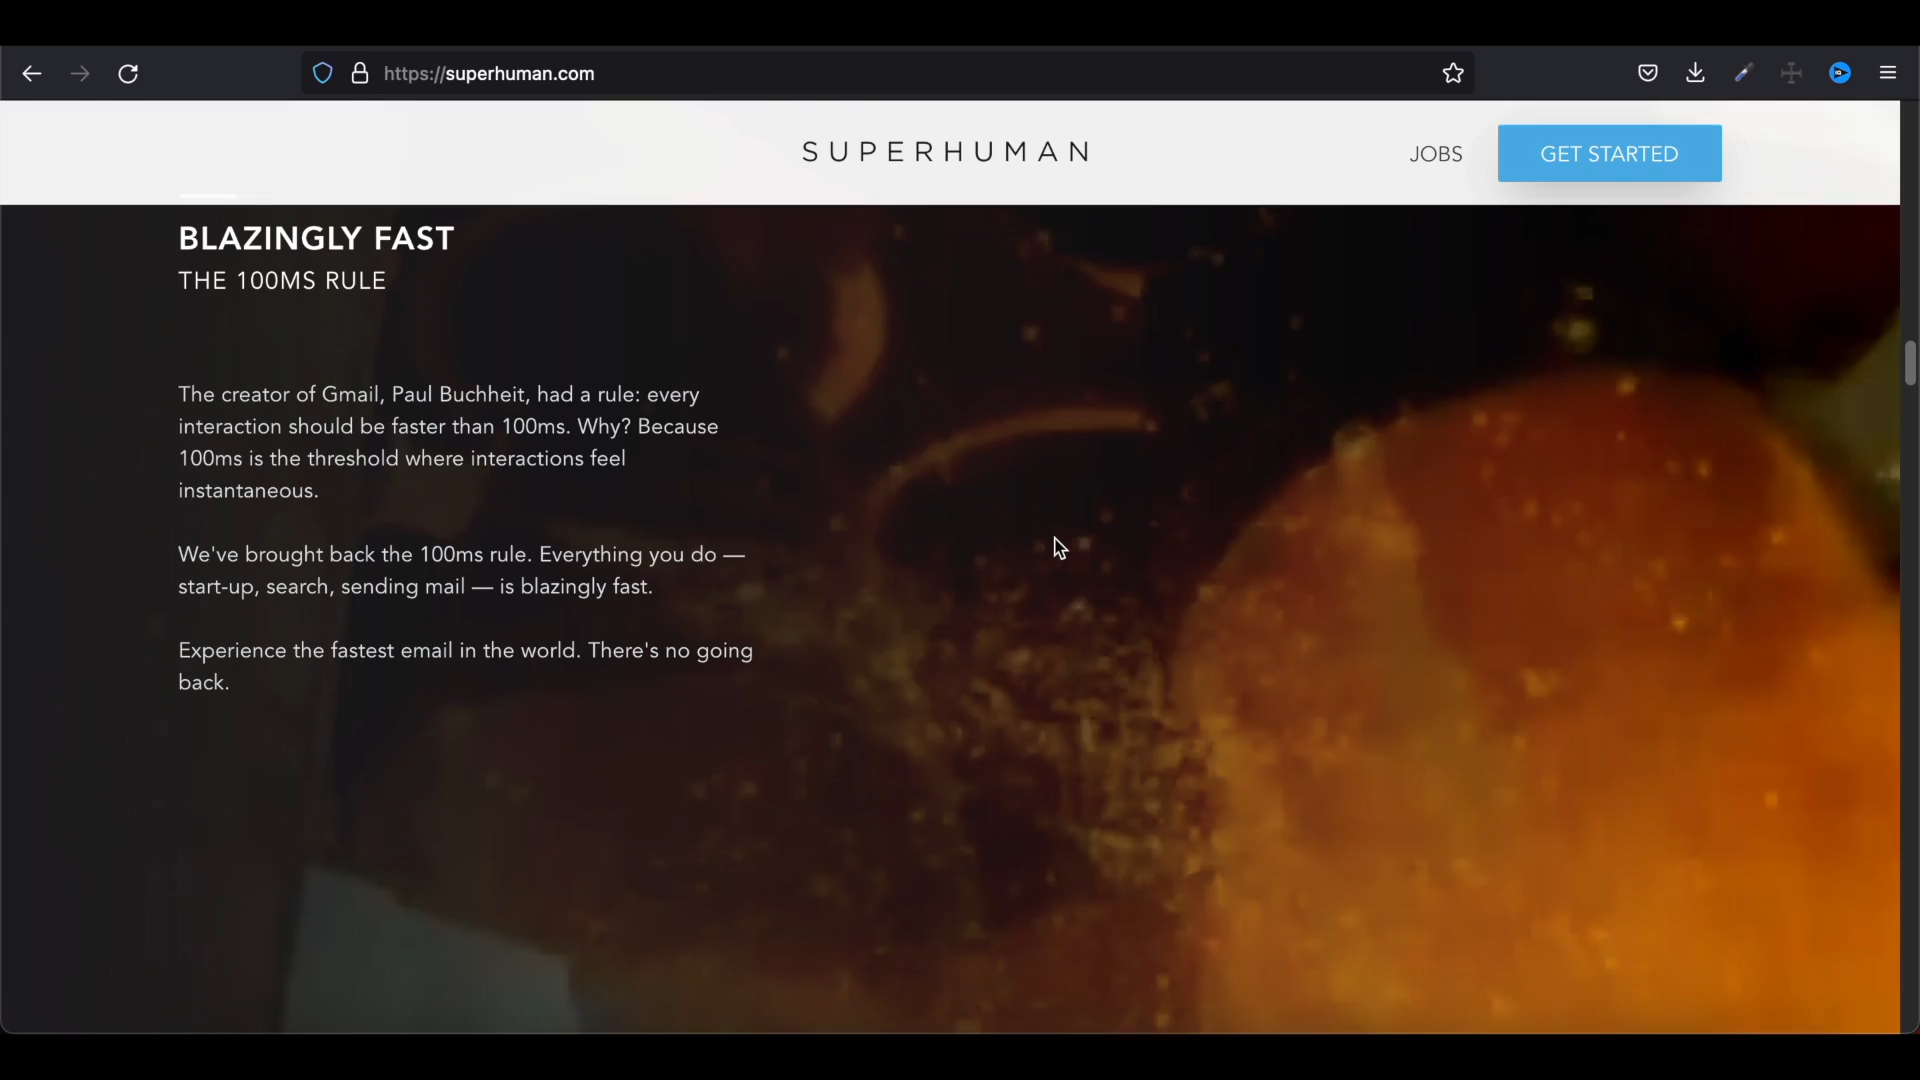 https://superhuman.com
SUPERHUMAN
JOBS
GET STARTED
BLAZINGLY FAST
THE 100MS RULE
The creator of Gmail, Paul Buchheit, had a rule: every
interaction should be faster than 100ms. Why? Because
100ms is the threshold where interactions feel
instantaneous.
We've brought back the 100ms rule. Everything you do —
start-up, search, sending mail — is blazingly fast.
Experience the fastest email in the world. There's no going
back.